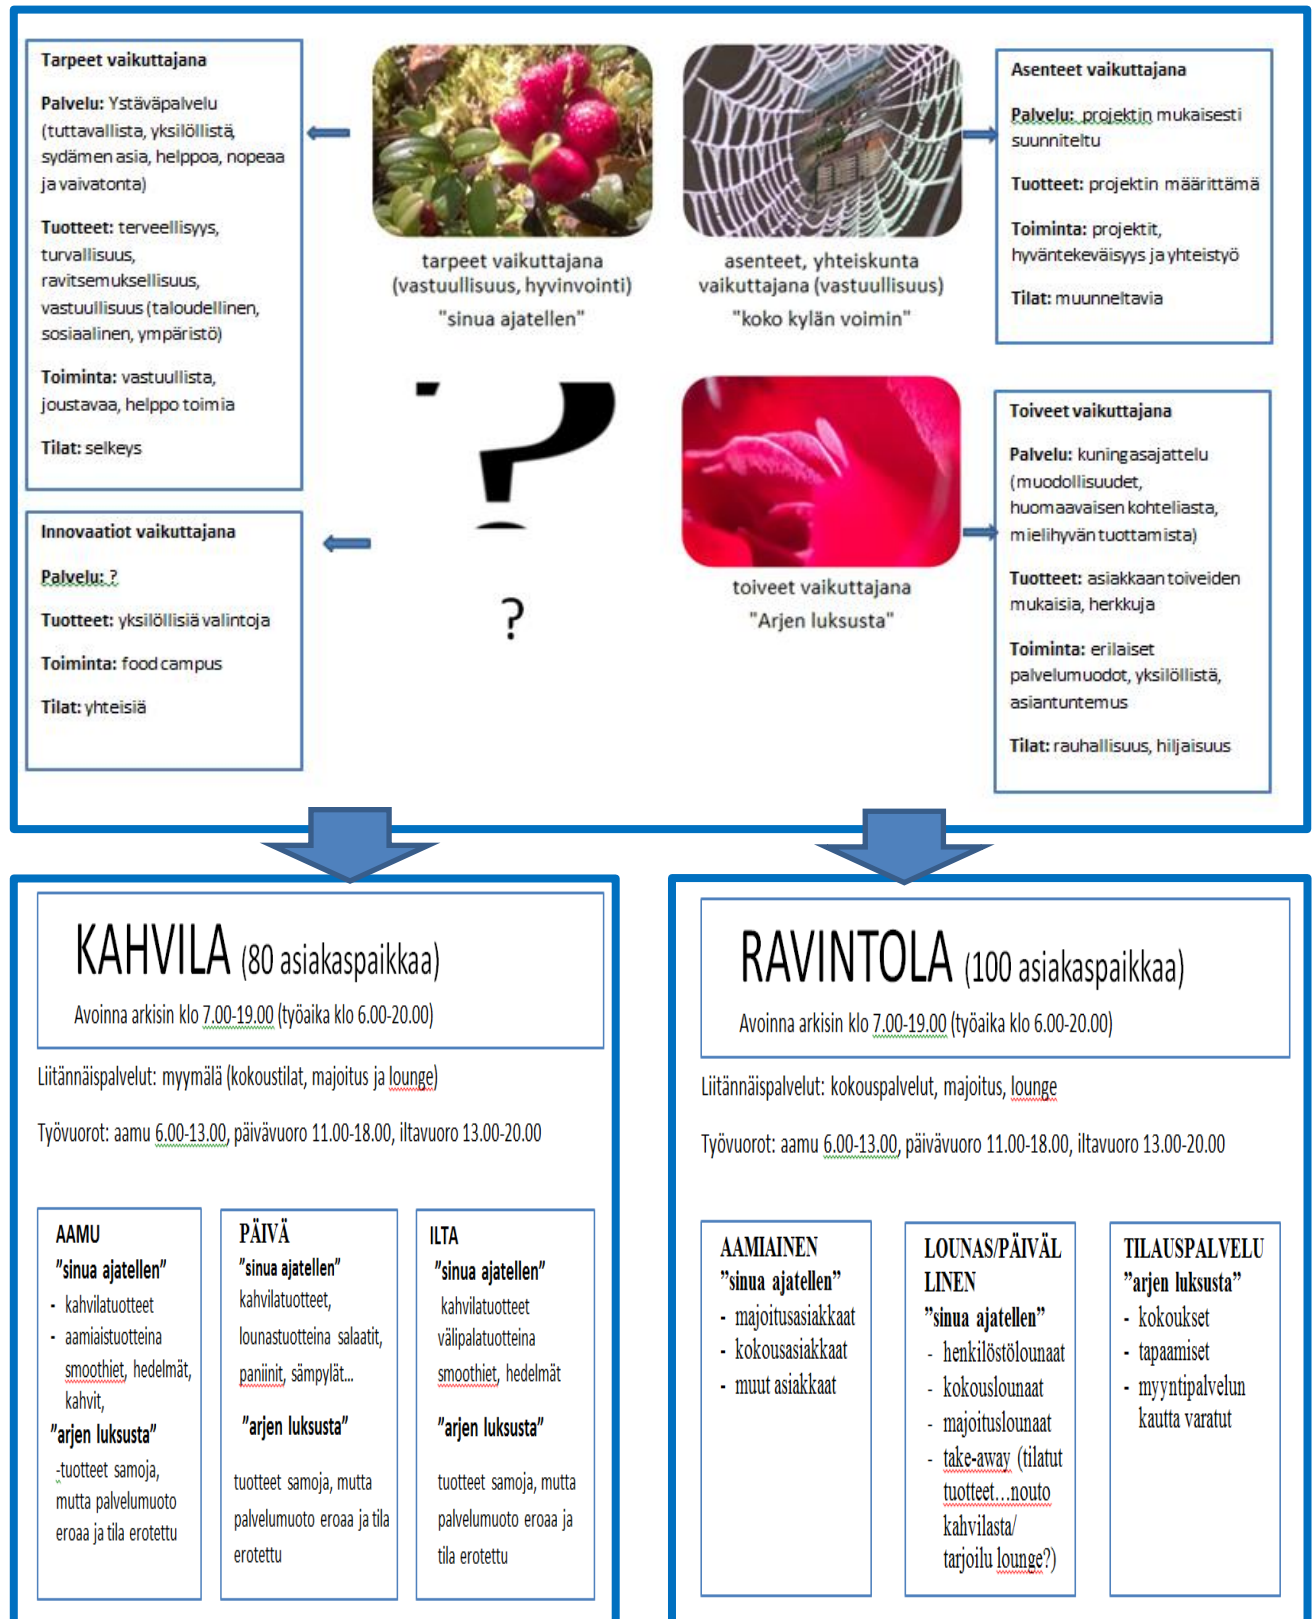 Tarpeet vaikuttajana
Palvelu: Ystäväpalvelu
(tuttavallista, yksilöllistä,
sydämen asia, helppoa, nopeaa
ja vaivatonta)
Tuotteet: terveellisyys,
turvallisuus,
ravitsemuksellisuus,
vastuullisuus (taloudellinen,
sosiaalinen, ympäristö)
Toiminta: vastuullista,
joustavaa, helppo toimia
Tilat: selkeys
tarpeet vaikuttajana
(vastuullisuus, hyvinvointi)
"sinua ajatellen"
asenteet, yhteiskunta
vaikuttajana (vastuullisuus)
"koko kylän voimin"
Asenteet vaikuttajana
Palvelu: projektin mukaisesti
suunniteltu
Tuotteet: projektin määrittämä
Toiminta: projektit,
hyväntekeväisyys ja yhteistyö
Tilat: muunneltavia
Innovaatiot vaikuttajana
Palvelu: ?
Tuotteet: yksilöllisiä valintoja
Toiminta: food campus
Tilat: yhteisiä
?
?
toiveet vaikuttajana
"Arjen luksusta"
Toiveet vaikuttajana
Palvelu: kuningasajattelu
(muodollisuudet,
huomaavaisen kohteliasta,
mielihyvän tuottamista)
Tuotteet: asiakkaan toiveiden
mukaisia, herkkuja
Toiminta: erilaiset
palvelumuodot, yksilöllistä,
asiantuntemus
Tilat: rauhallisuus, hiljaisuus
KAHVILA (80 asiakaspaikkaa)
Avoinna arkisin klo 7.00-19.00 (työaika klo 6.00-20.00)
Liitännäispalvelut: myymälä (kokoustilat, majoitus ja lounge)
Työvuorot: aamu 6.00-13.00, päivävuoro 11.00-18.00, iltavuoro 13.00-20.00
AAMU
"sinua ajatellen"
- kahvilatuotteet
- aamiaistuotteina
smoothiet, hedelmät,
kahvit,
"arjen luksusta"
-tuotteet samoja,
mutta palvelumuoto
eroaa ja tila erotettu
PÄIVÄ
"sinua ajatellen"
kahvilatuotteet,
lounastuotteina salaatit,
paniinit, sämpylät...
"arjen luksusta"
tuotteet samoja, mutta
palvelumuoto eroaa ja tila
erotettu
ILTA
"sinua ajatellen"
kahvilatuotteet
välipalatuotteina
smoothiet, hedelmät
"arjen luksusta"
tuotteet samoja, mutta
palvelumuoto eroaa ja
tila erotettu
RAVINTOLA (100 asiakaspaikkaa)
Avoinna arkisin klo 7.00-19.00 (työaika klo 6.00-20.00)
Liitännäispalvelut: kokouspalvelut, majoitus, lounge
Työvuorot: aamu 6.00-13.00, päivävuoro 11.00-18.00, iltavuoro 13.00-20.00
AAMIAINEN
"sinua ajatellen"
- majoitusasiakkaat
- kokousasiakkaat
- muut asiakkaat
LOUNAS/PÄIVÄL
LINEN
"sinua ajatellen"
- henkilöstölounaat
- kokouslounaat
- majoituslounaat
- take-away (tilatut
tuotteet...nouto
kahvilasta/
tarjoilu lounge?)
TILAUSPALVELU
"arjen luksusta"
- kokoukset
- tapaamiset
- myyntipalvelun
kautta varatut